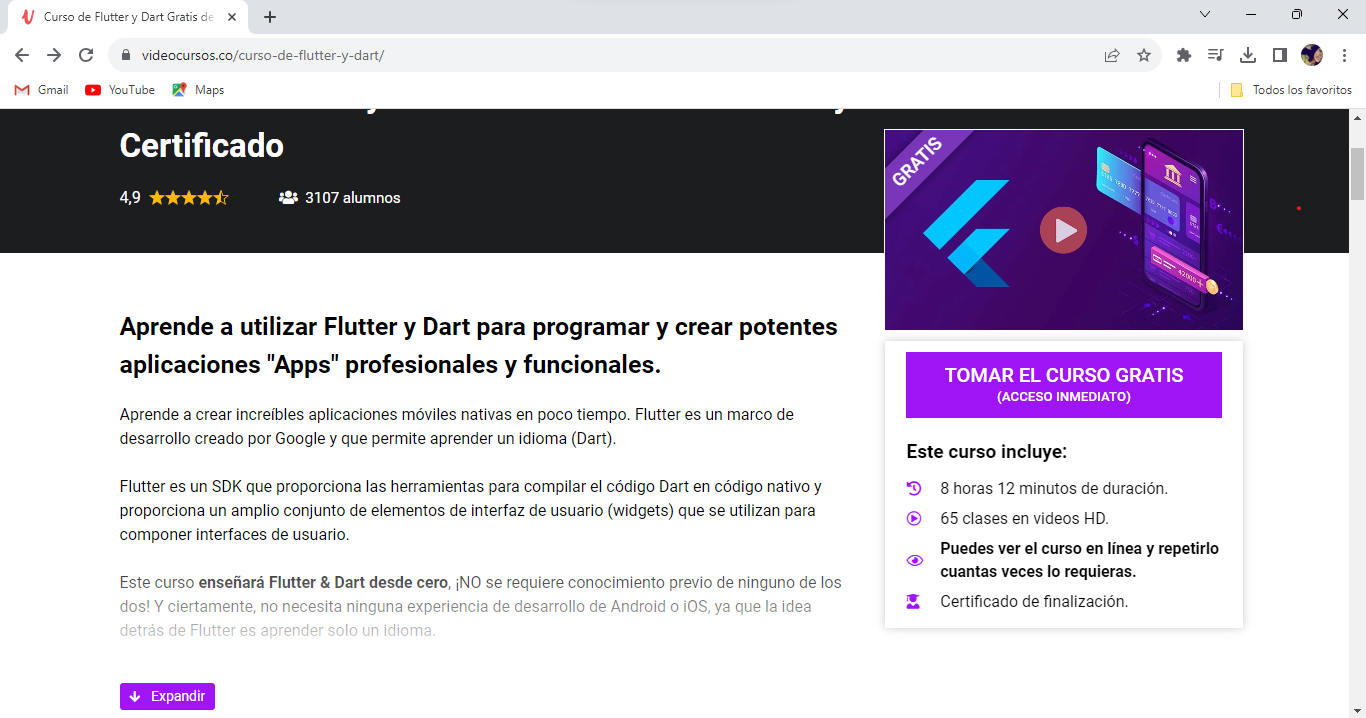 Curso de Flutter y Dart Gratis de
videocursos.co/curso-de-flutter-y-dart/
Gmail
YouTube
Maps
Todos los favoritos
Certificado
4,9
3107 alumnos
GRATIS
Aprende a utilizar Flutter y Dart para programar y crear potentes
aplicaciones "Apps" profesionales y funcionales.
Aprende a crear increíbles aplicaciones móviles nativas en poco tiempo. Flutter es un marco de
desarrollo creado por Google y que permite aprender un idioma (Dart).
Flutter es un SDK que proporciona las herramientas para compilar el código Dart en código nativo y
proporciona un amplio conjunto de elementos de interfaz de usuario (widgets) que se utilizan para
componer interfaces de usuario.
Este curso enseñará Flutter & Dart desde cero, ¡NO se requiere conocimiento previo de ninguno de los
dos! Y ciertamente, no necesita ninguna experiencia de desarrollo de Android o iOS, ya que la idea
detrás de Flutter es aprender solo un idioma.
Expandir
TOMAR EL CURSO GRATIS
(ACCESO INMEDIATO)
Este curso incluye:
8 horas 12 minutos de duración.
65 clases en videos HD.
Puedes ver el curso en línea y repetirlo
cuantas veces lo requieras.
Certificado de finalización.